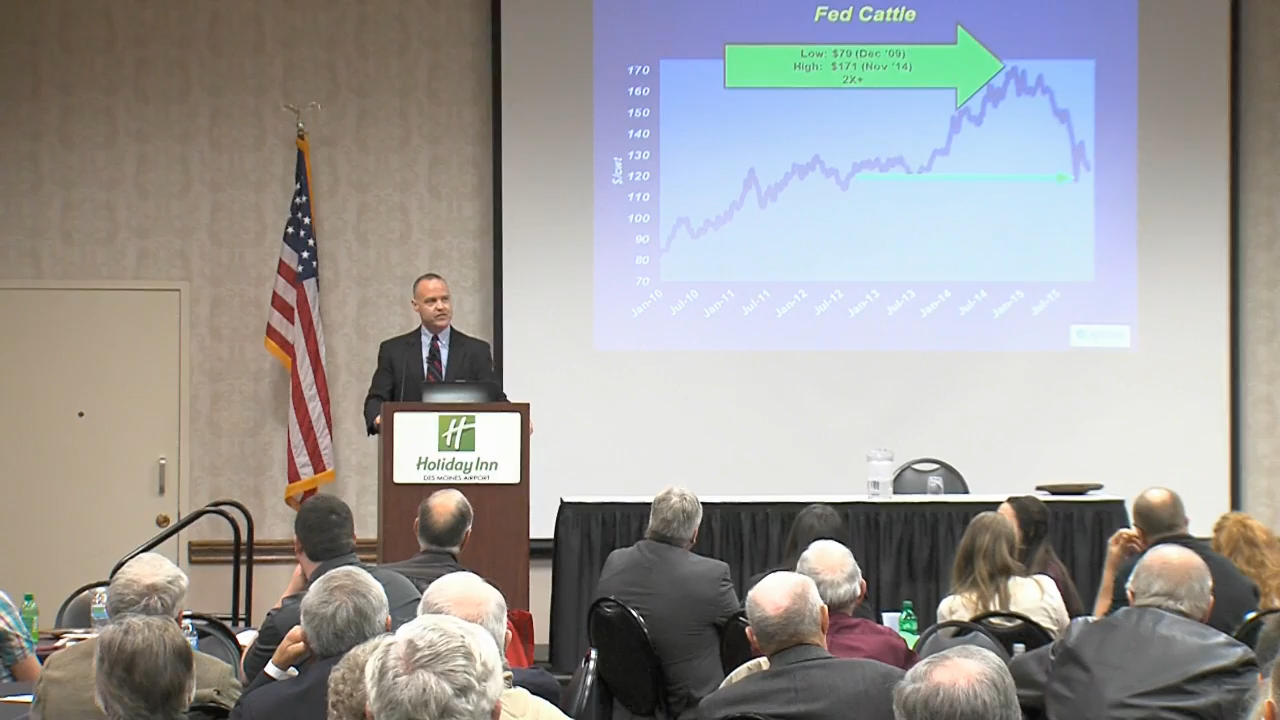 Fed Cattle
Low: $79 (Dec '09)
High: $171 (Nov '14)
2X+
170
160
150
140
130
120
110
100
90
80
70
$/cwt
Jan-10
Jul-10
Jan-11
Jul-11
Jan-12
Jul-12
Jan-13
Jul-13
Jan-14
Jul-14
Jan-15
Jul-15
H
Holiday Inn
DES MOINES AIRPORT